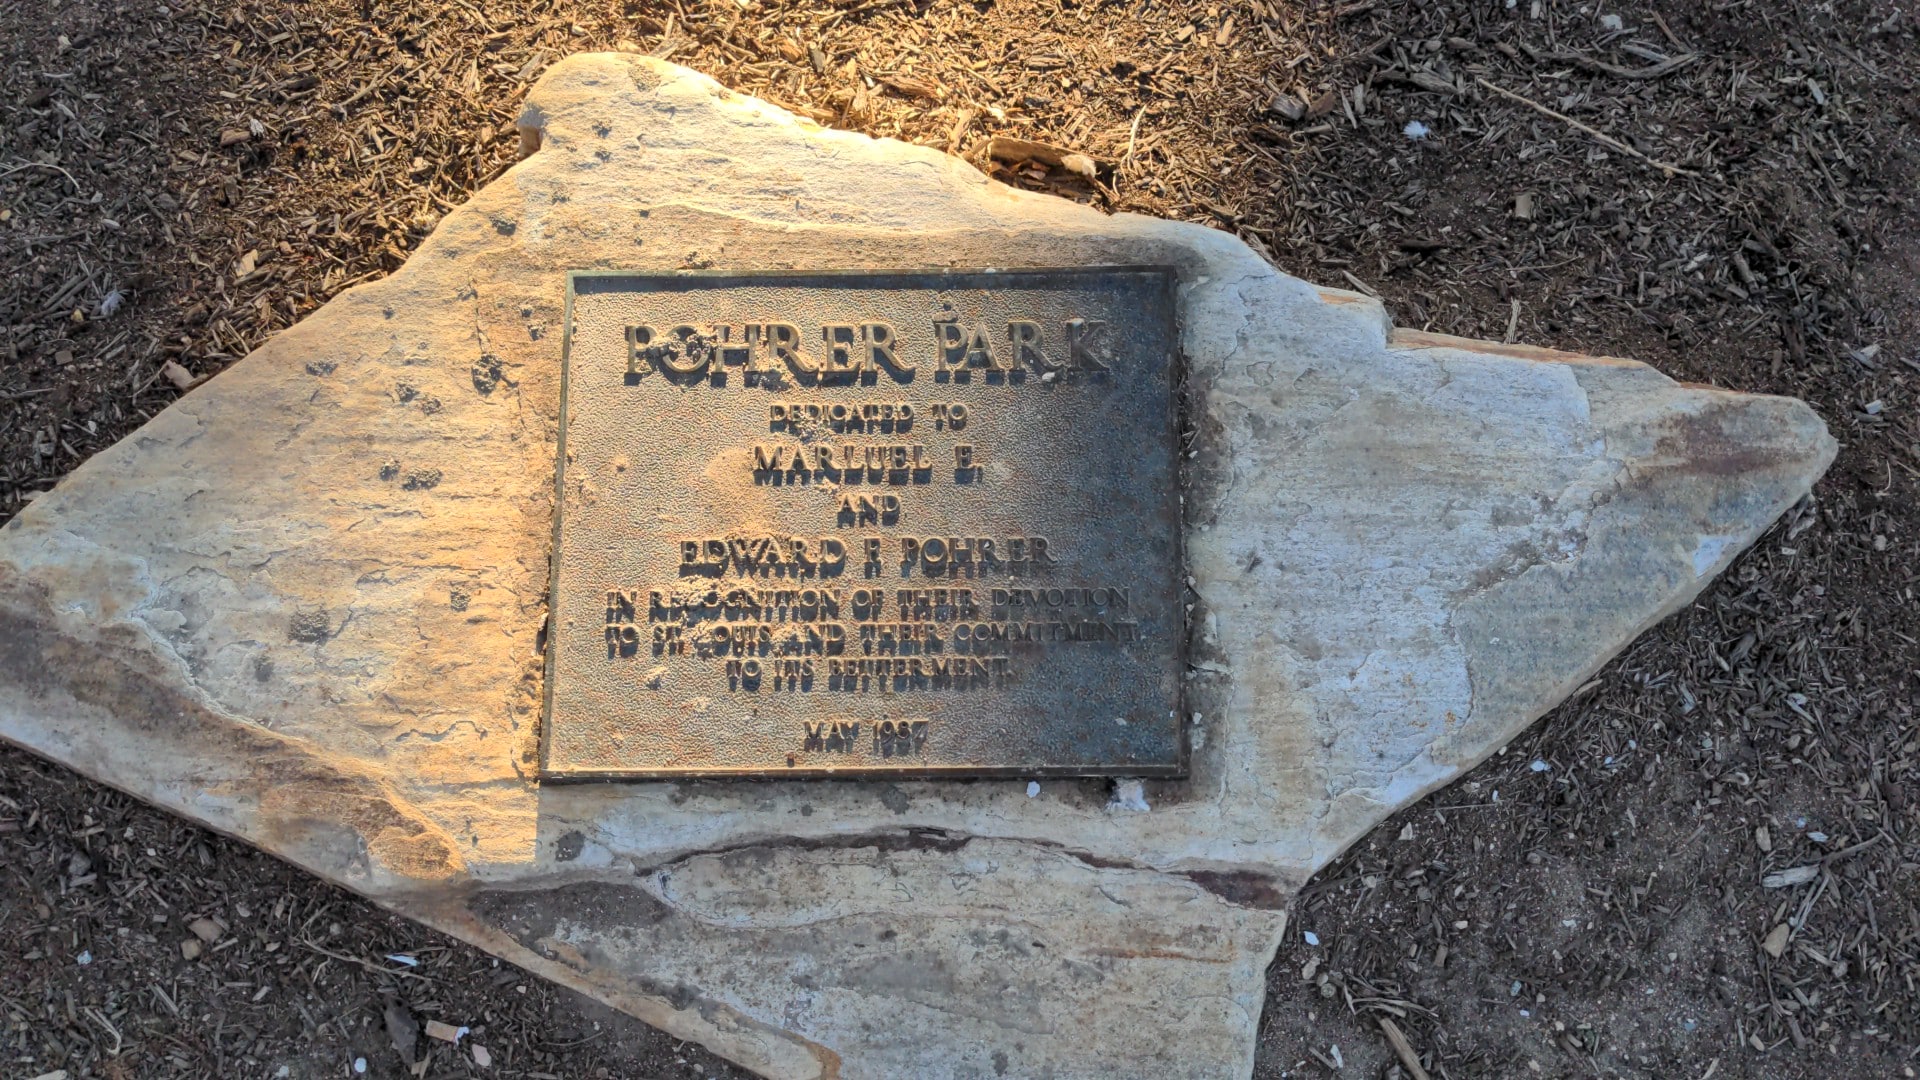 POHRER PARK
DEDICATED TO
MARLUEL E.
AND
EDWARD F. POHRER
IN RECOGNITION OF THEIR DEVOTION
TO ST. LOUIS AND THEIR COMMITMENT
TO ITS BETTERMENT.
MAY 1987